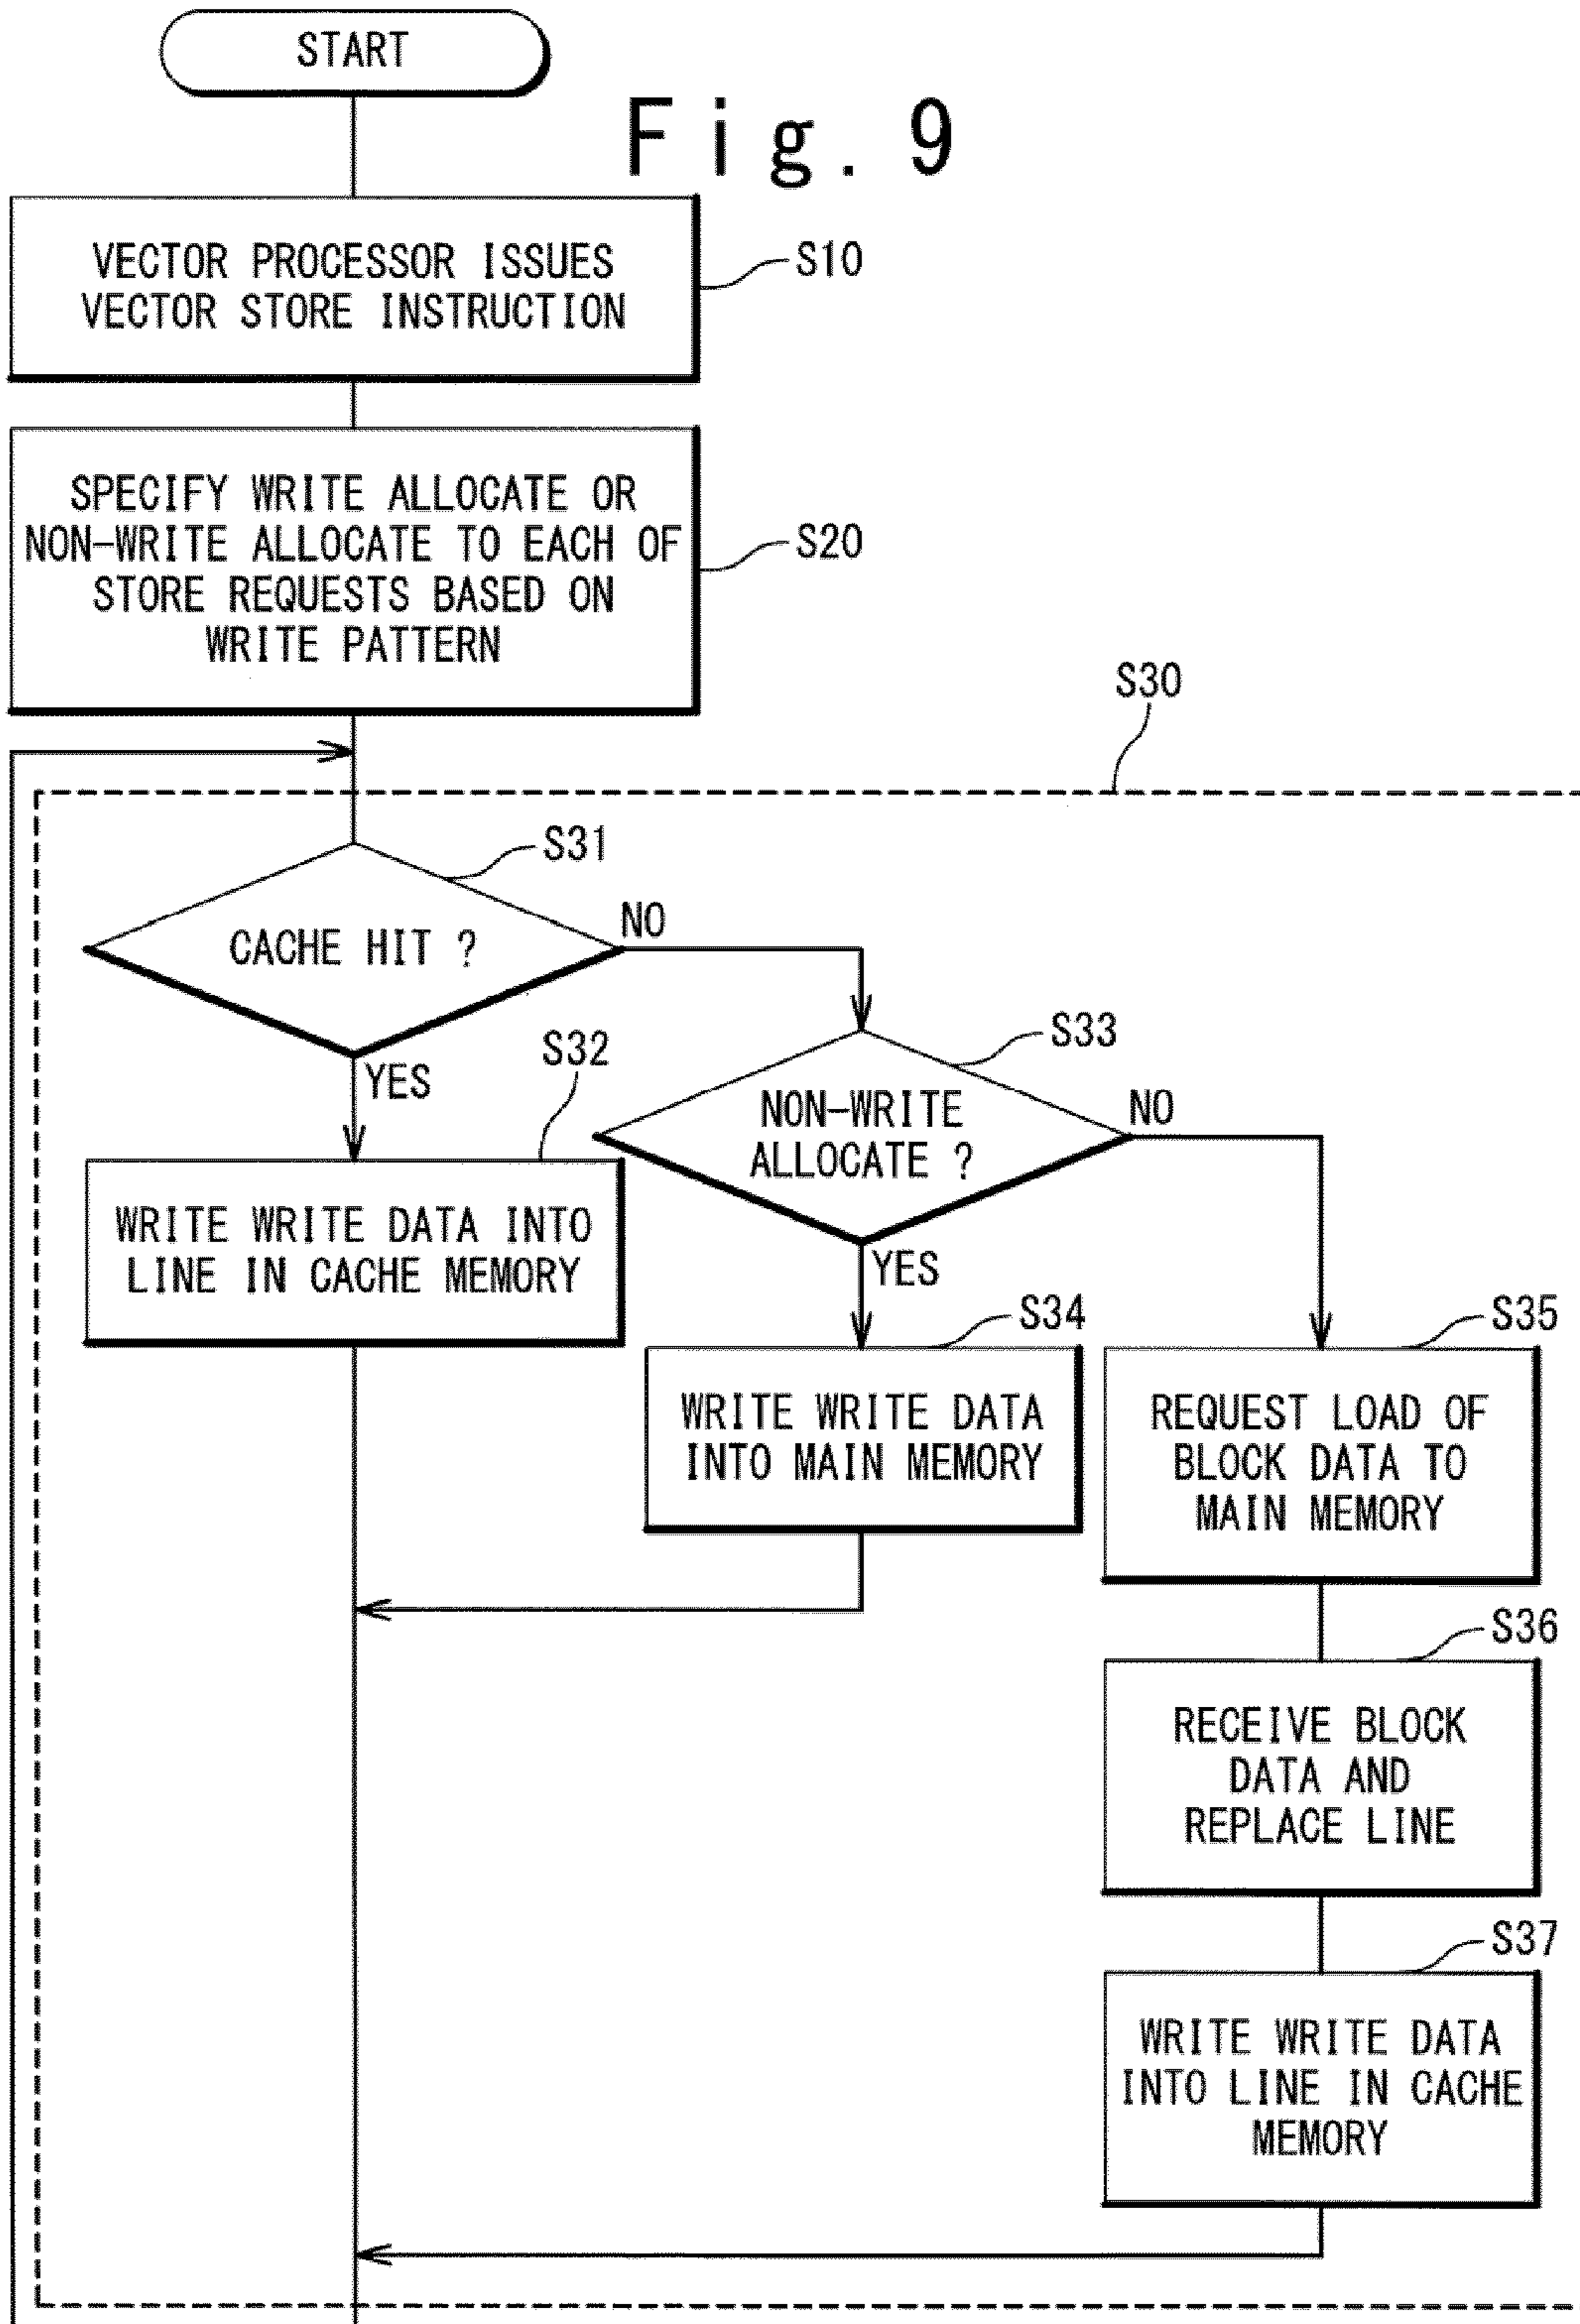 START
Fig. 9
VECTOR PROCESSOR ISSUES
VECTOR STORE INSTRUCTION
S10
SPECIFY WRITE ALLOCATE OR
NON-WRITE ALLOCATE TO EACH OF
STORE REQUESTS BASED ON
WRITE PATTERN
S20
S30
S31
CACHE HIT ?
NO
YES
S32
WRITE WRITE DATA INTO
LINE IN CACHE MEMORY
S33
NON-WRITE
ALLOCATE ?
NO
YES
S34
WRITE WRITE DATA
INTO MAIN MEMORY
S35
REQUEST LOAD OF
BLOCK DATA TO
MAIN MEMORY
S36
RECEIVE BLOCK
DATA AND
REPLACE LINE
S37
WRITE WRITE DATA
INTO LINE IN CACHE
MEMORY